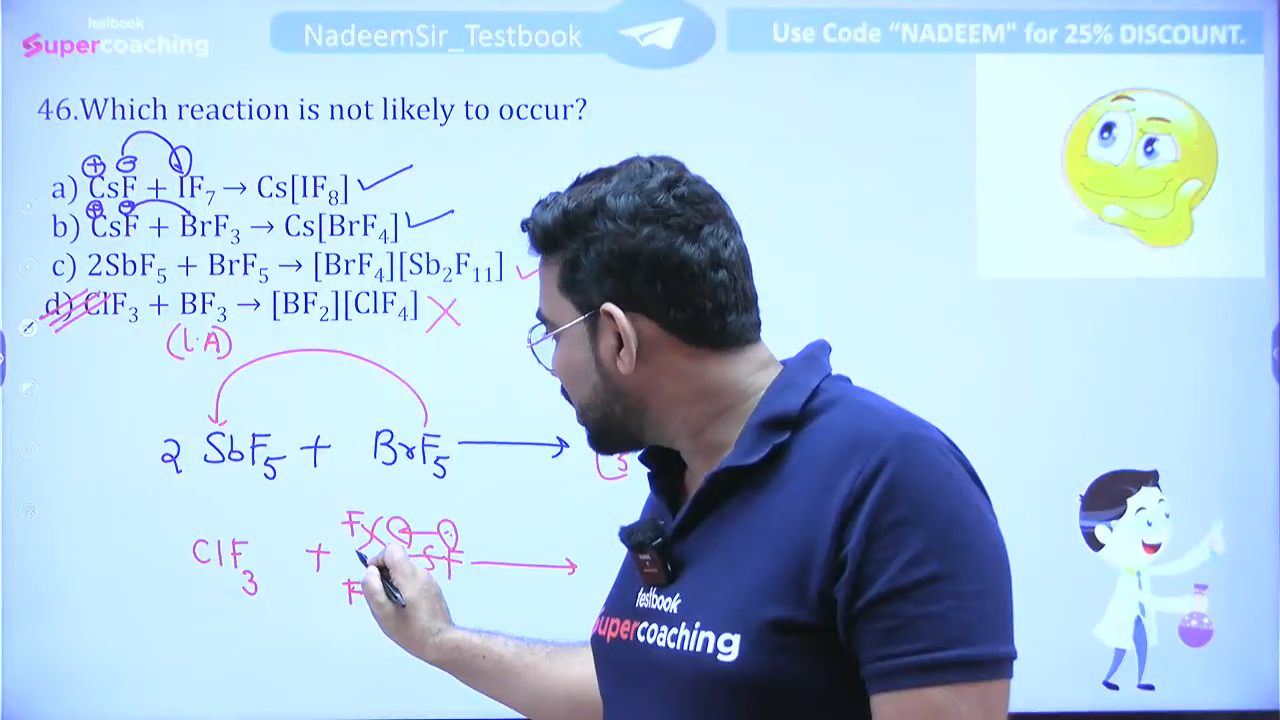 testbook
Supercoaching
NadeemSir_Testbook
Use Code “NADEEM” for 25% DISCOUNT.
46.Which reaction is not likely to occur?
a) CsF + IF₇ → Cs[IF₈]
b) CsF + BrF₃ → Cs[BrF₄]
c) 2SbF₅ + BrF₅ → [BrF₄][Sb₂F₁₁]
d) ClF₃ + BF₃ → [BF₂][ClF₄]
(L.A)
2 SbF₅ + BrF₅ →
ClF₃ +
F
F
F
testbook
Supercoaching